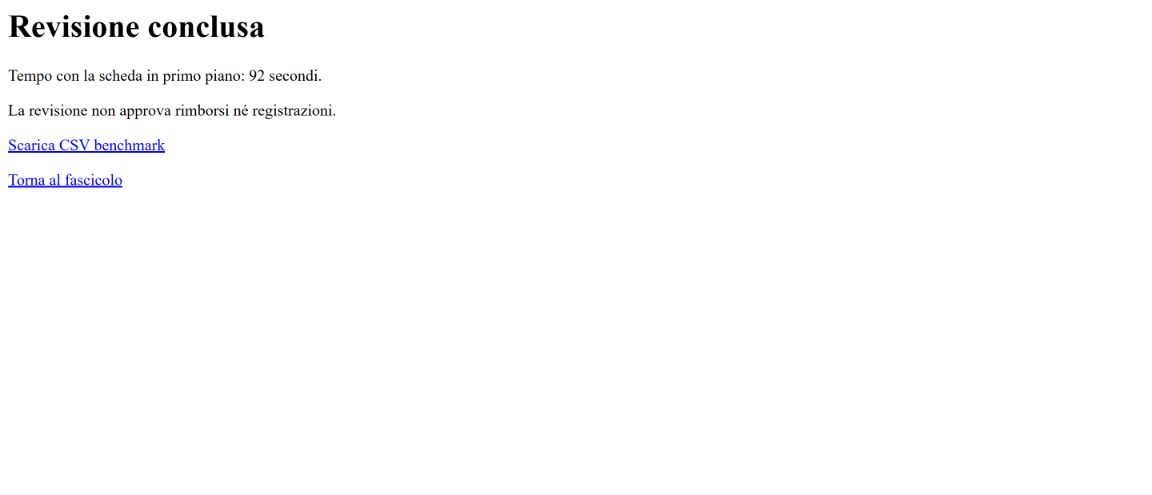 Revisione conclusa
Tempo con la scheda in primo piano: 92 secondi.
La revisione non approva rimborsi né registrazioni.
Scarica CSV benchmark
Torna al fascicolo